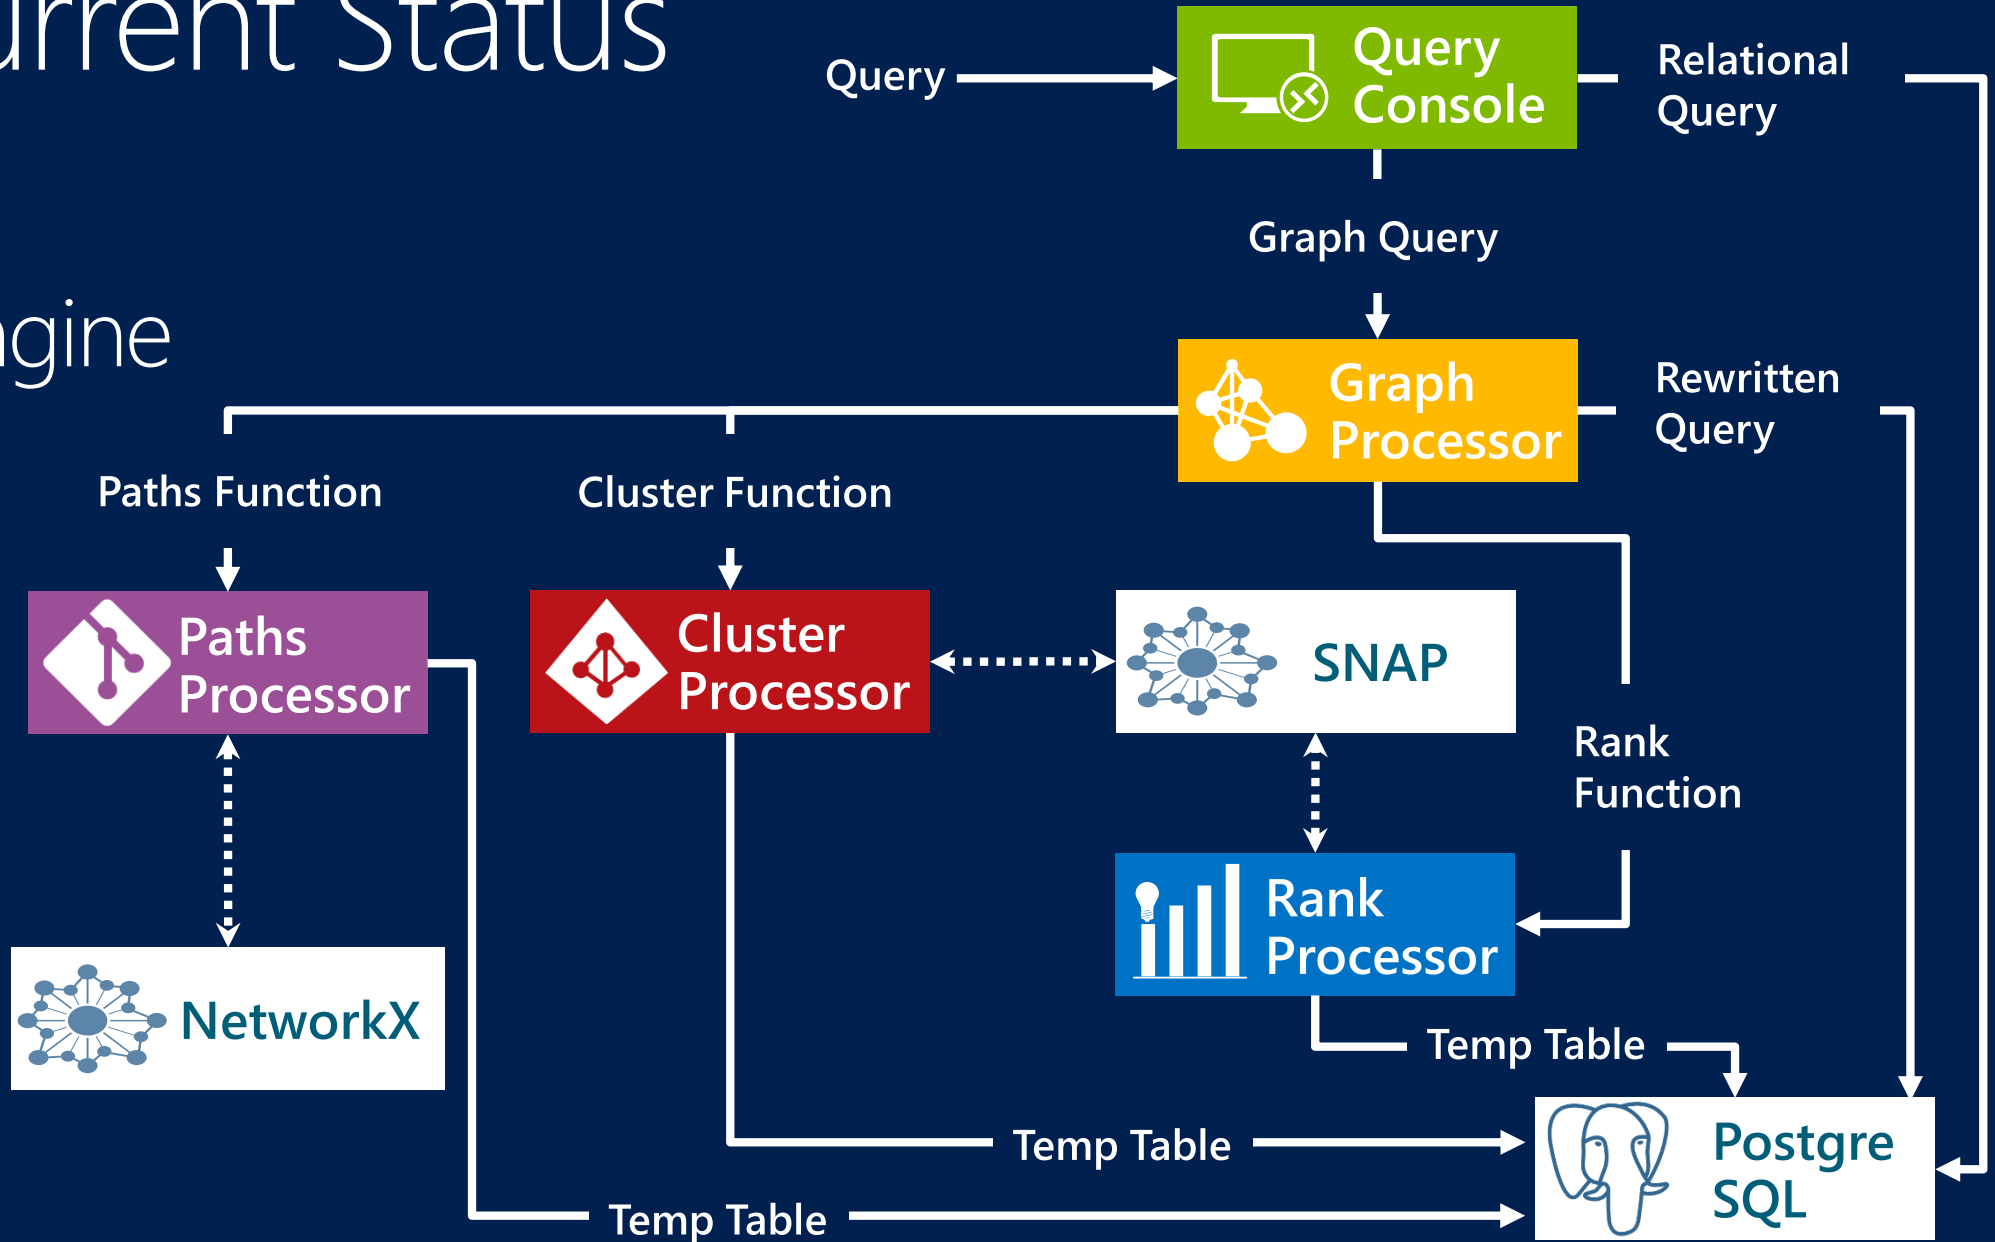 urrent Status
Query
Query
Console
Relational
Query
Graph Query
gine
Graph
Processor
Rewritten
Query
Paths Function
Cluster Function
Paths
Processor
Cluster
Processor
SNAP
Rank
Function
Rank
Processor
NetworkX
Temp Table
Temp Table
Postgre
SQL
Temp Table